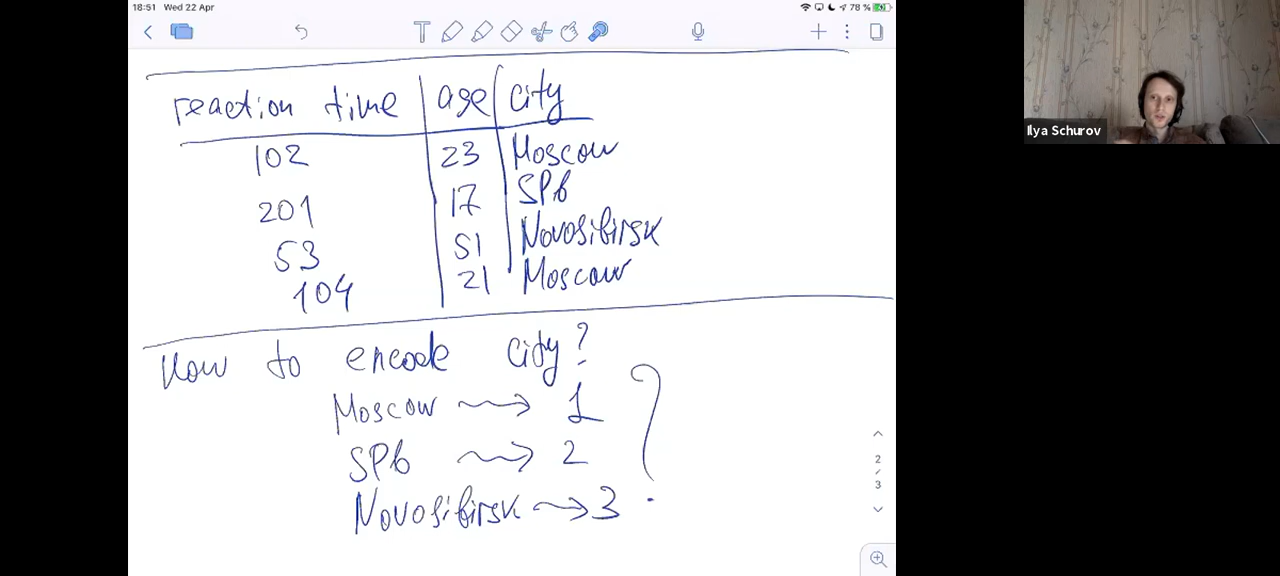 18:51 Wed 22 Apr
78 %
T
reaction time age city
102 23 Moscow
201 17 SPb
53 51 Novosibirsk
104 21 Moscow
How to encode city?
Moscow → 1
SPb → 2
Novosibirsk → 3
?
2
/
3
Ilya Schurov